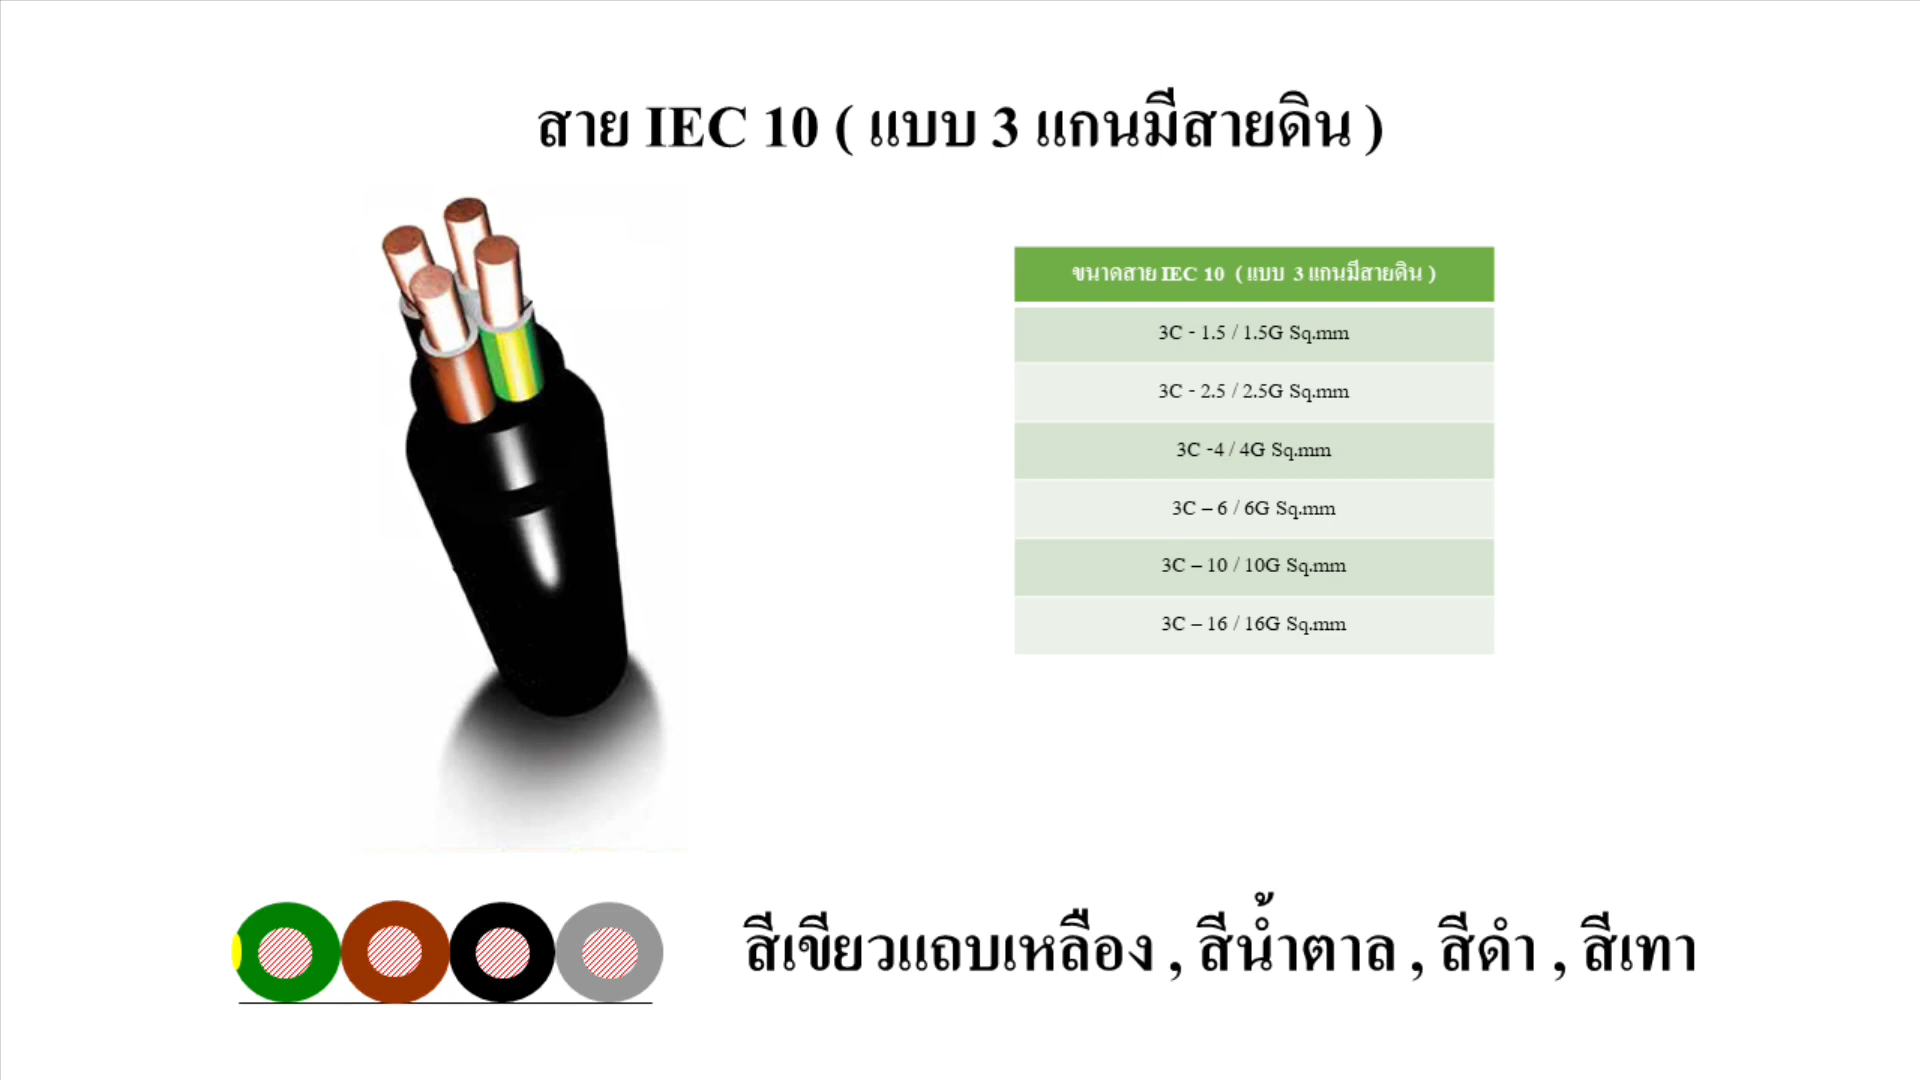 สาย IEC 10 ( แบบ 3 แกนมีสายดิน )
ขนาดสาย IEC 10 ( แบบ 3 แกนมีสายดิน )
3C - 1.5 / 1.5G Sq.mm
3C - 2.5 / 2.5G Sq.mm
3C -4 / 4G Sq.mm
3C – 6 / 6G Sq.mm
3C – 10 / 10G Sq.mm
3C – 16 / 16G Sq.mm
สีเขียวแถบเหลือง , สีน้ำตาล , สีดำ , สีเทา